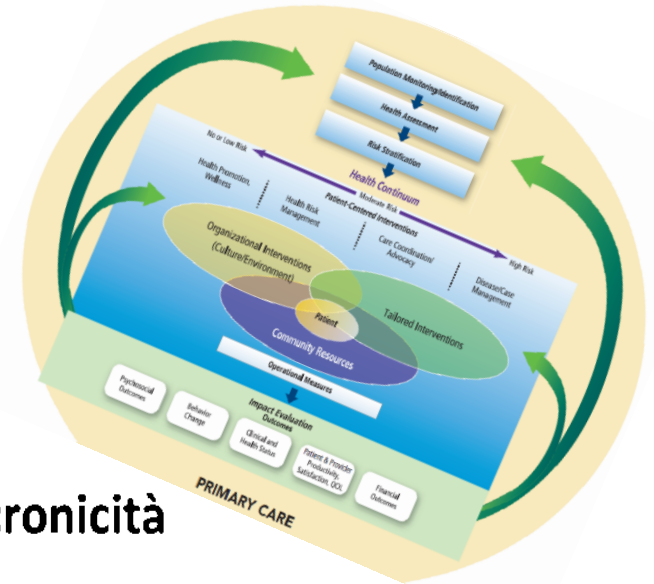 Population Monitoring/Identification
Health Assessment
Risk Stratification
No or Low Risk
Health Continuum
Moderate Risk
High Risk
Patient-Centered Interventions
Health Promotion,
Wellness
Health Risk
Management
Care Coordination/
Advocacy
Disease/Case
Management
Organizational Interventions
(Culture/Environment)
Tailored Interventions
Patient
Community Resources
Operational Measures
Impact Evaluation
Outcomes
Psychosocial
Outcomes
Behavior
Change
Clinical and
Health Status
Patient & Provider
Productivity,
Satisfaction, QOL
Financial
Outcomes
PRIMARY CARE
cronicità